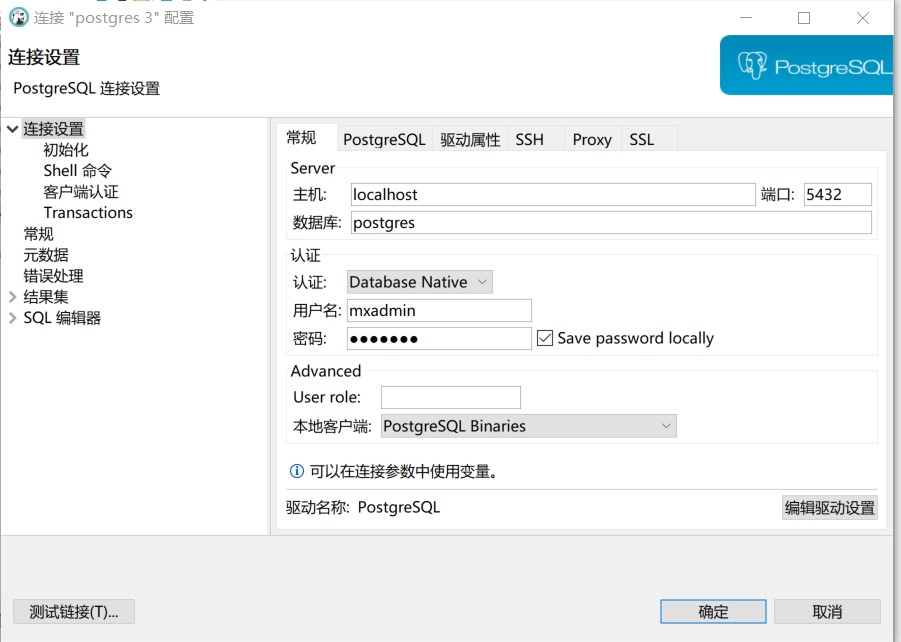 连接 "postgres 3" 配置
连接设置
PostgreSQL 连接设置
PostgreSQL
连接设置
初始化
Shell 命令
客户端认证
Transactions
常规
元数据
错误处理
结果集
SQL 编辑器
常规 PostgreSQL 驱动属性 SSH Proxy SSL
Server
主机: localhost 端口: 5432
数据库: postgres
认证
认证: Database Native
用户名: mxadmin
密码: ●●●●●●● Save password locally
Advanced
User role:
本地客户端: PostgreSQL Binaries
可以在连接参数中使用变量。
驱动名称: PostgreSQL 编辑驱动设置
测试链接(T)... 确定 取消